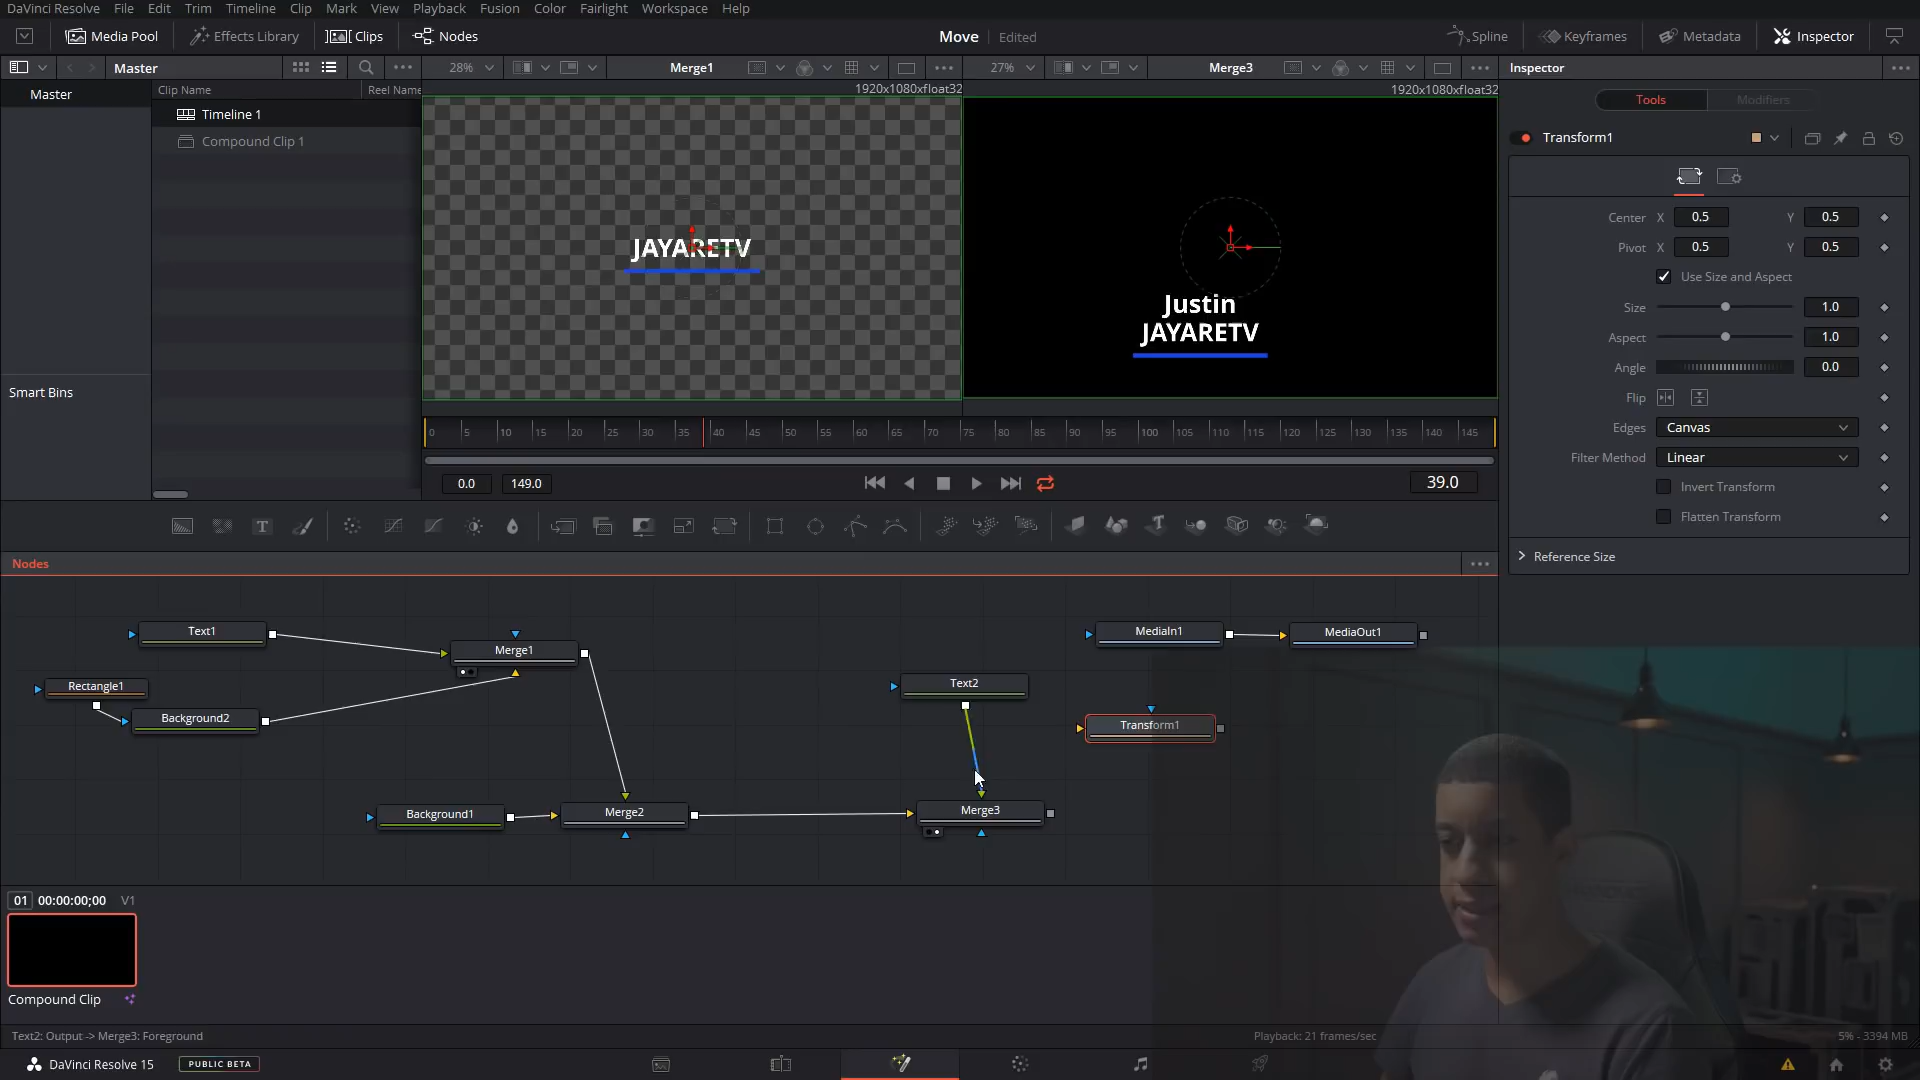 DaVinci Resolve File Edit Trim Timeline Clip Mark View Playback Fusion Color Fairlight Workspace Help
Media Pool Effects Library Clips Nodes Move Edited Spline Keyframes Metadata Inspector
Master 28% Merge1 27% Merge3 Inspector
Master Clip Name Reel Name 1920x1080xfloat32 1920x1080xfloat32 Tools Modifiers
Timeline 1
Compound Clip 1
Transform1
JAYARETV
Justin
JAYARETV
Center X 0.5 Y 0.5
Pivot X 0.5 Y 0.5
Use Size and Aspect
Size 1.0
Aspect 1.0
Angle 0.0
Flip
Edges Canvas
Filter Method Linear
Invert Transform
Flatten Transform
Reference Size
Smart Bins
0 5 10 15 20 25 30 35 40 45 50 55 60 65 70 75 80 85 90 95 100 105 110 115 120 125 130 135 140 145
0.0 149.0 39.0
T
Nodes
Text1 Merge1 MediaIn1 MediaOut1
Rectangle1 Text2
Background2 Transform1
Background1 Merge2 Merge3
01 00:00:00;00 V1
Compound Clip
Text2: Output -> Merge3: Foreground Playback: 21 frames/sec 5% - 3394 MB
DaVinci Resolve 15 PUBLIC BETA